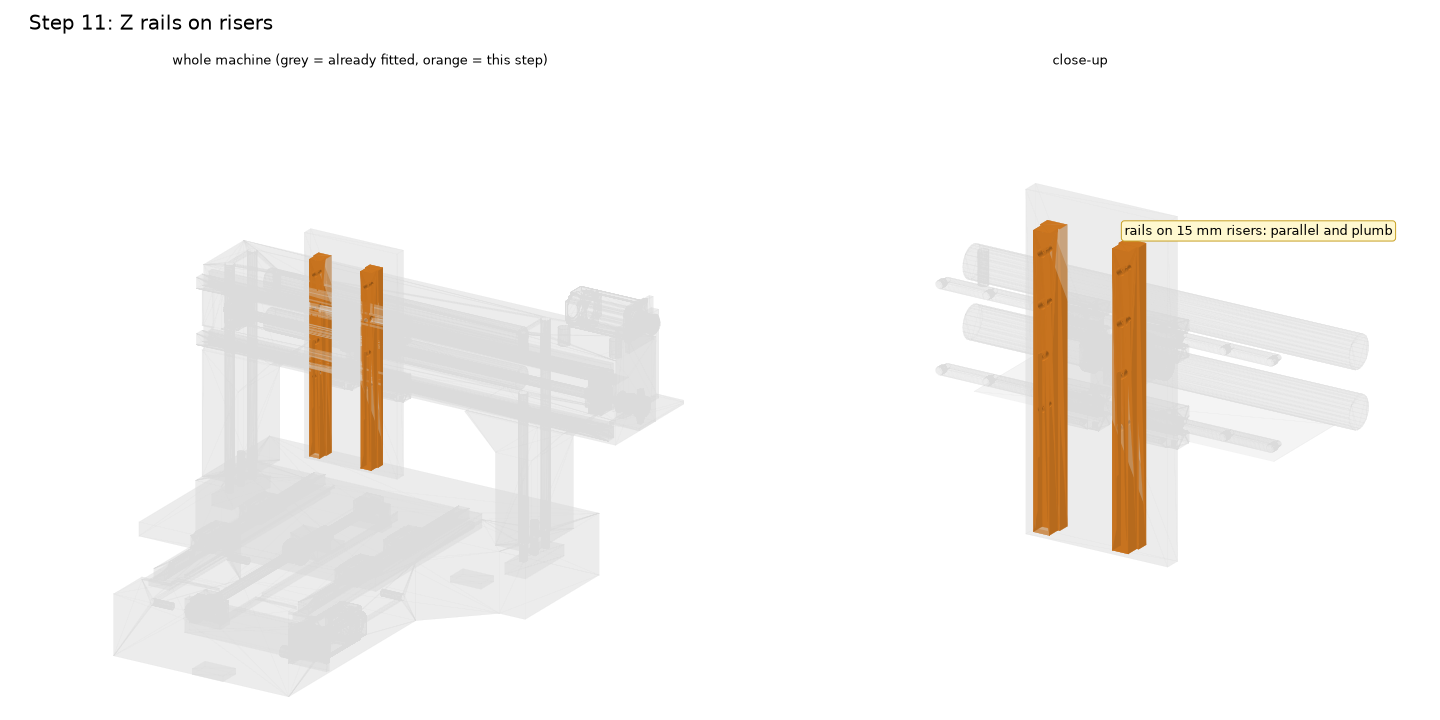 Step 11: Z rails on risers
whole machine (grey = already fitted, orange = this step)
close-up
rails on 15 mm risers: parallel and plumb